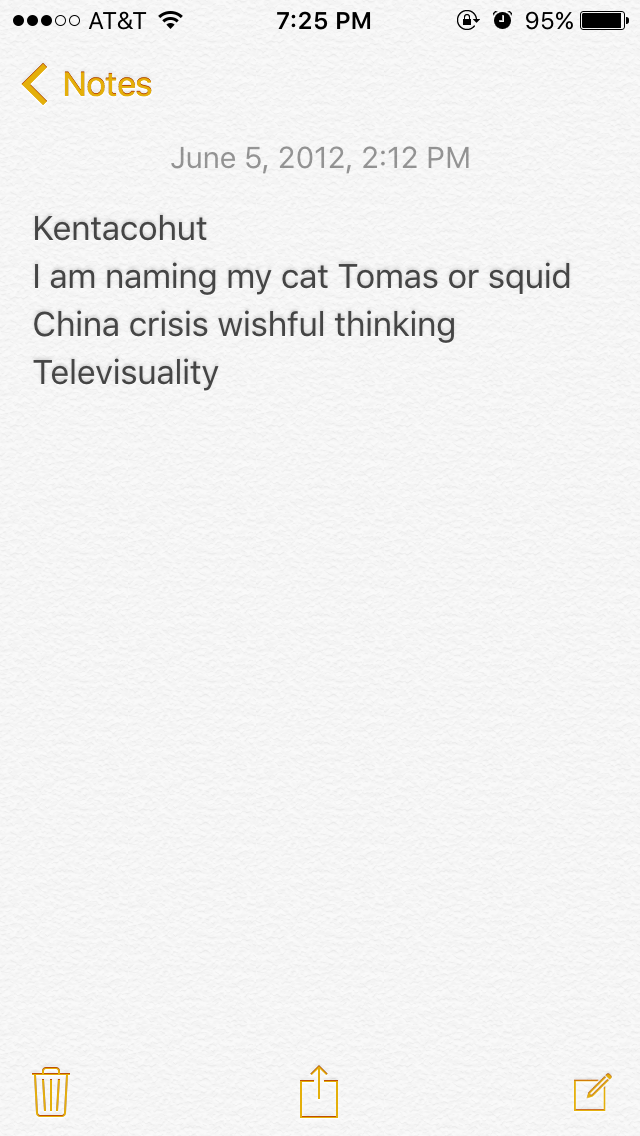 AT&T 7:25 PM 95%
Notes
June 5, 2012, 2:12 PM
Kentacohut
I am naming my cat Tomas or squid
China crisis wishful thinking
Televisuality